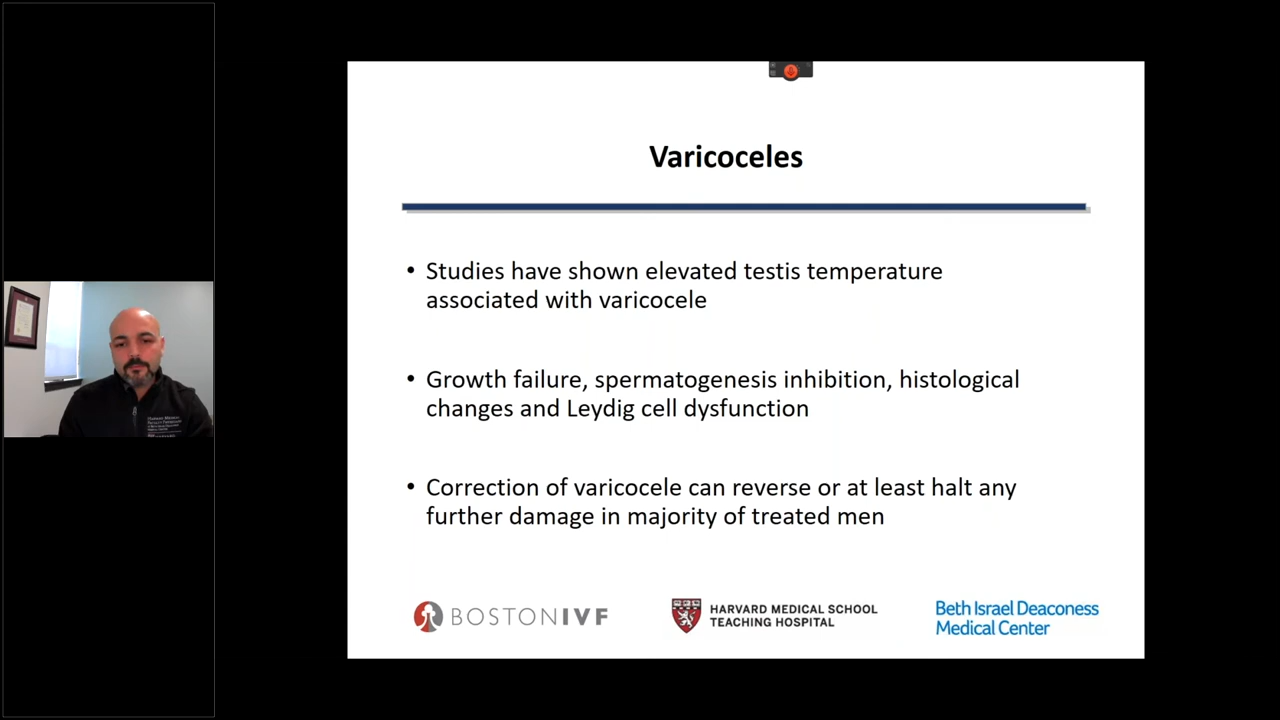 Varicoceles
• Studies have shown elevated testis temperature
associated with varicocele
• Growth failure, spermatogenesis inhibition, histological
changes and Leydig cell dysfunction
• Correction of varicocele can reverse or at least halt any
further damage in majority of treated men
BOSTONIVF
HARVARD MEDICAL SCHOOL
TEACHING HOSPITAL
Beth Israel Deaconess
Medical Center